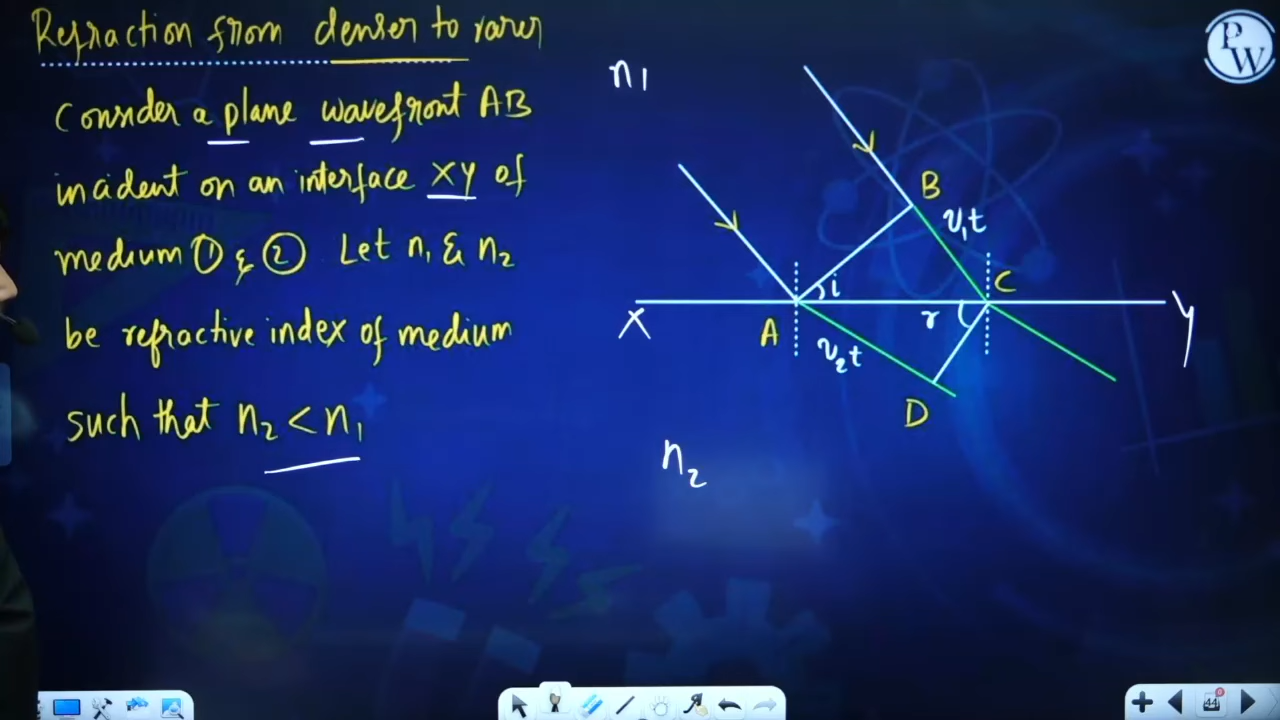 Refraction from denser to rarer
Consider a plane wavefront AB
incident on an interface XY of
medium ① & ② Let n₁ & n₂
be refractive index of medium
such that n₂ < n₁
n₁
B
v₁t
i
C
X
A
r
Y
v₂t
D
n₂
PW
44